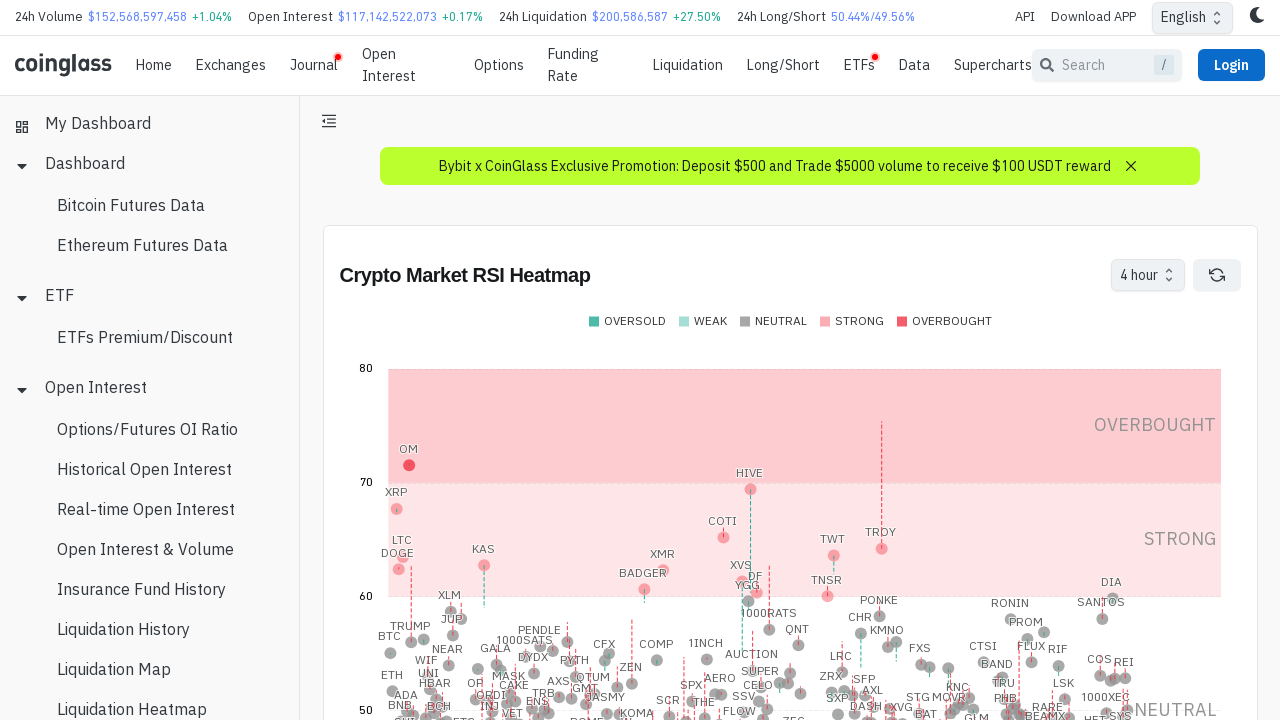 24h Volume $152,568,597,458 +1.04% Open Interest $117,142,522,073 +0.17% 24h Liquidation $200,586,587 +27.50% 24h Long/Short 50.44%/49.56% API Download APP English
coinglass Home Exchanges Journal Open Interest Options Funding Rate Liquidation Long/Short ETFs Data Supercharts Search / Login
My Dashboard
Dashboard
Bitcoin Futures Data
Ethereum Futures Data
ETF
ETFs Premium/Discount
Open Interest
Options/Futures OI Ratio
Historical Open Interest
Real-time Open Interest
Open Interest & Volume
Insurance Fund History
Liquidation History
Liquidation Map
Liquidation Heatmap
Bybit x CoinGlass Exclusive Promotion: Deposit $500 and Trade $5000 volume to receive $100 USDT reward
Crypto Market RSI Heatmap
4 hour
OVERSOLD WEAK NEUTRAL STRONG OVERBOUGHT
80
OVERBOUGHT
OM
HIVE
70
XRP
COTI
TROY
STRONG
LTC
TWT
DOGE
KAS
XMR
XVS
BADGER
DF
TNSR
YGG
DIA
60
XLM
PONKE
RONIN
SANTOS
1000RATS
JUP
CHR
TRUMP
PENDLE
QNT
KMNO
PROM
BTC
1000SATS
CFX
COMP
1INCH
NEAR
GALA
AUCTION
FXS
CTSI
FLUX
RIF
WIF
DYDX
PYTH
ZEN
LRC
BAND
COS
REI
ETH
UNI
MASK
QTUM
AERO
SUPER
ZRX
SFP
TRU
LSK
HBAR
OP
CAKE
AXS
GMT
SPX
CELO
AXL
KNC
ADA
ORDI
TRB
DASMY
SSV
SXP
STG
MOVR
PHB
1000XEC
BNB
BCH
INJ
ENS
SCR
THE
DASH
XVG
RARE
50
VET
KOMA
FLOW
BAT
GLM
BEAMX
NEUTRAL